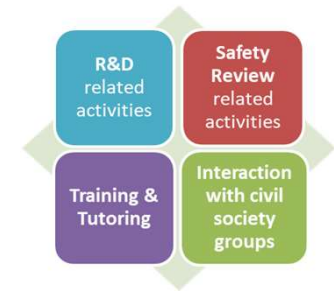 R&D
related
activities
Safety
Review
related
activities
Training &
Tutoring
Interaction
with civil
society
groups